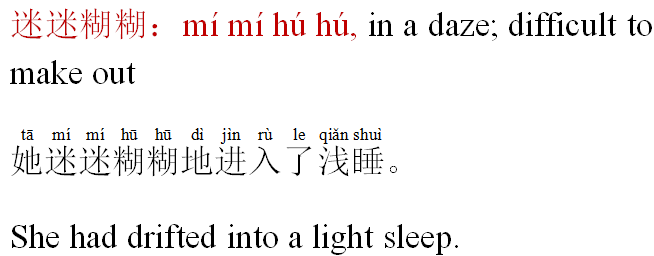 迷迷糊糊：mí mí hú hú, in a daze; difficult to
make out
tā mí mí hū hū dì jìn rù le qiǎn shuì
她迷迷糊糊地进入了浅睡。
She had drifted into a light sleep.